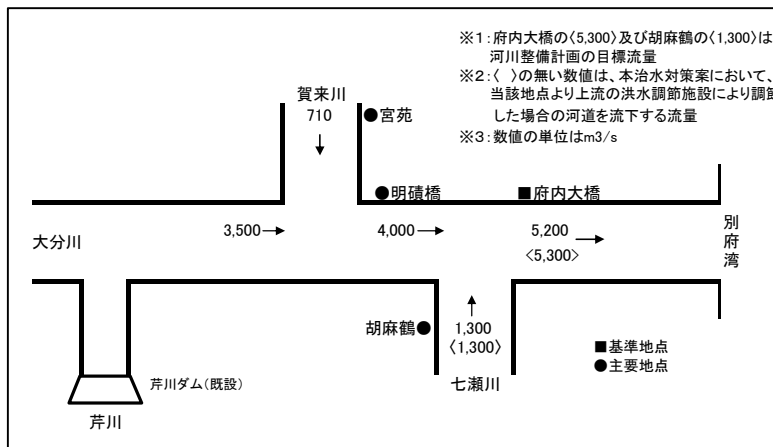 ※1:府内大橋の〈5,300〉及び胡麻鶴の〈1,300〉は
河川整備計画の目標流量
※2:〈 〉の無い数値は、本治水対策案において、
当該地点より上流の洪水調節施設により調節
した場合の河道を流下する流量
※3:数値の単位はm3/s
賀来川
710
↓
●宮苑
●明磧橋
■府内大橋
大分川
3,500→
4,000→
5,200
→
〈5,300〉
別府湾
胡麻鶴●
↑
1,300
〈1,300〉
七瀬川
■基準地点
●主要地点
芹川ダム(既設)
芹川